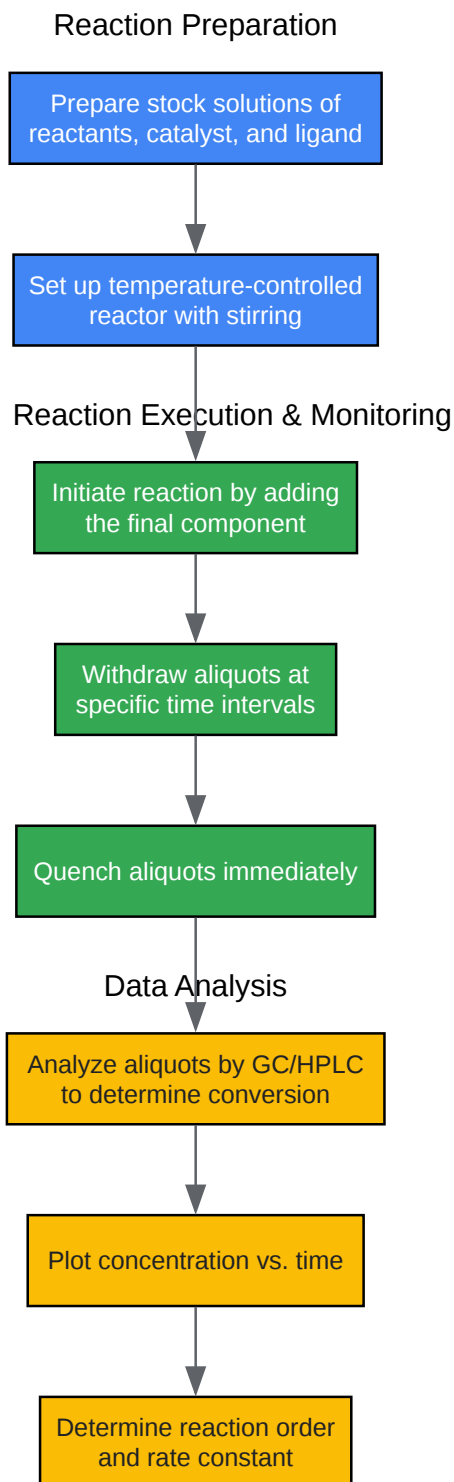 Reaction Preparation
Prepare stock solutions of
reactants, catalyst, and ligand
Set up temperature-controlled
reactor with stirring
Reaction Execution & Monitoring
Initiate reaction by adding
the final component
Withdraw aliquots at
specific time intervals
Quench aliquots immediately
Data Analysis
Analyze aliquots by GC/HPLC
to determine conversion
Plot concentration vs. time
Determine reaction order
and rate constant